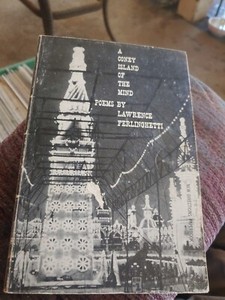 A
CONEY
ISLAND
OF
THE
MIND
POEMS BY
LAWRENCE
FERLINGHETTI